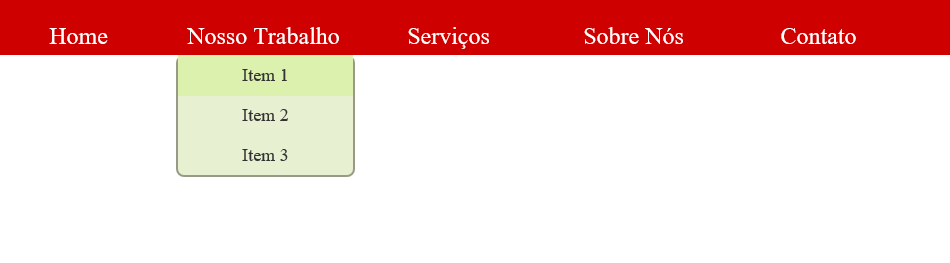 Home Nosso Trabalho Serviços Sobre Nós Contato
Item 1
Item 2
Item 3